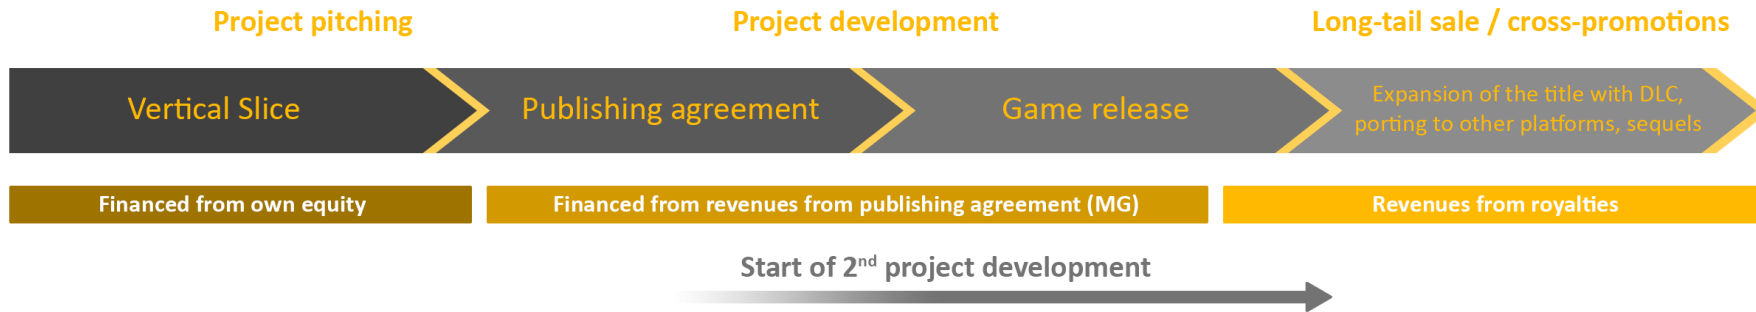 Project pitching
Project development
Long-tail sale / cross-promotions
Vertical Slice
Publishing agreement
Game release
Expansion of the title with DLC,
porting to other platforms, sequels
Financed from own equity
Financed from revenues from publishing agreement (MG)
Revenues from royalties
Start of 2nd project development